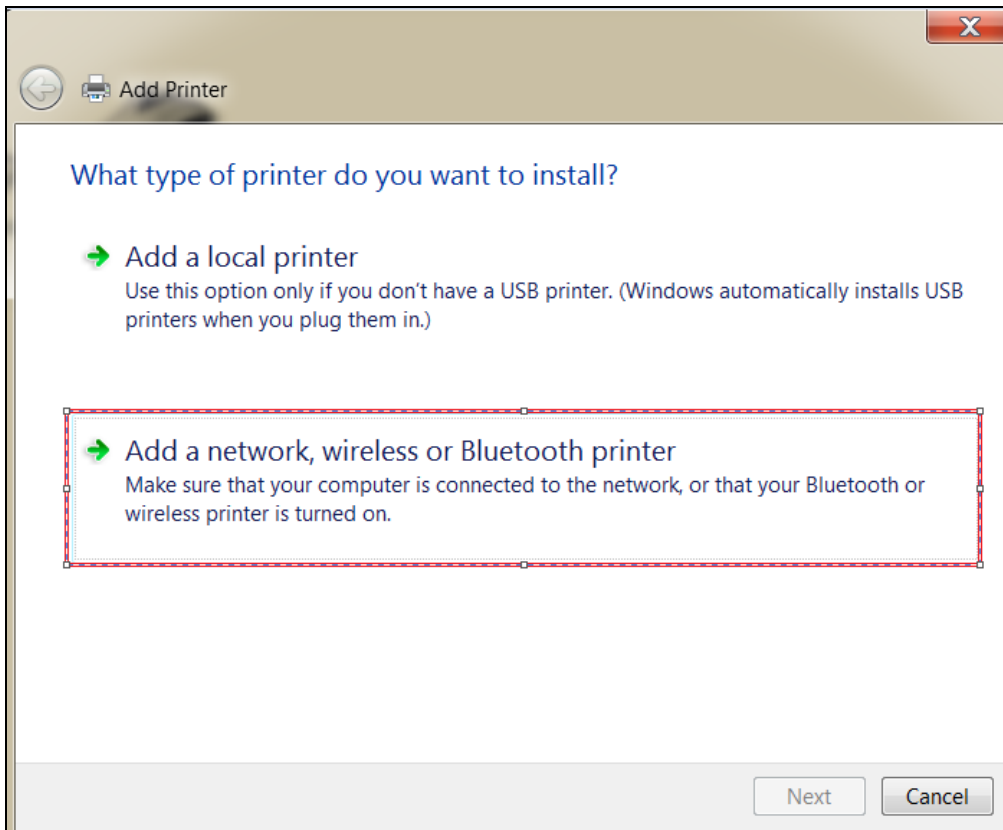 Add Printer
What type of printer do you want to install?
Add a local printer
Use this option only if you don't have a USB printer. (Windows automatically installs USB
printers when you plug them in.)
Add a network, wireless or Bluetooth printer
Make sure that your computer is connected to the network, or that your Bluetooth or
wireless printer is turned on.
Next
Cancel